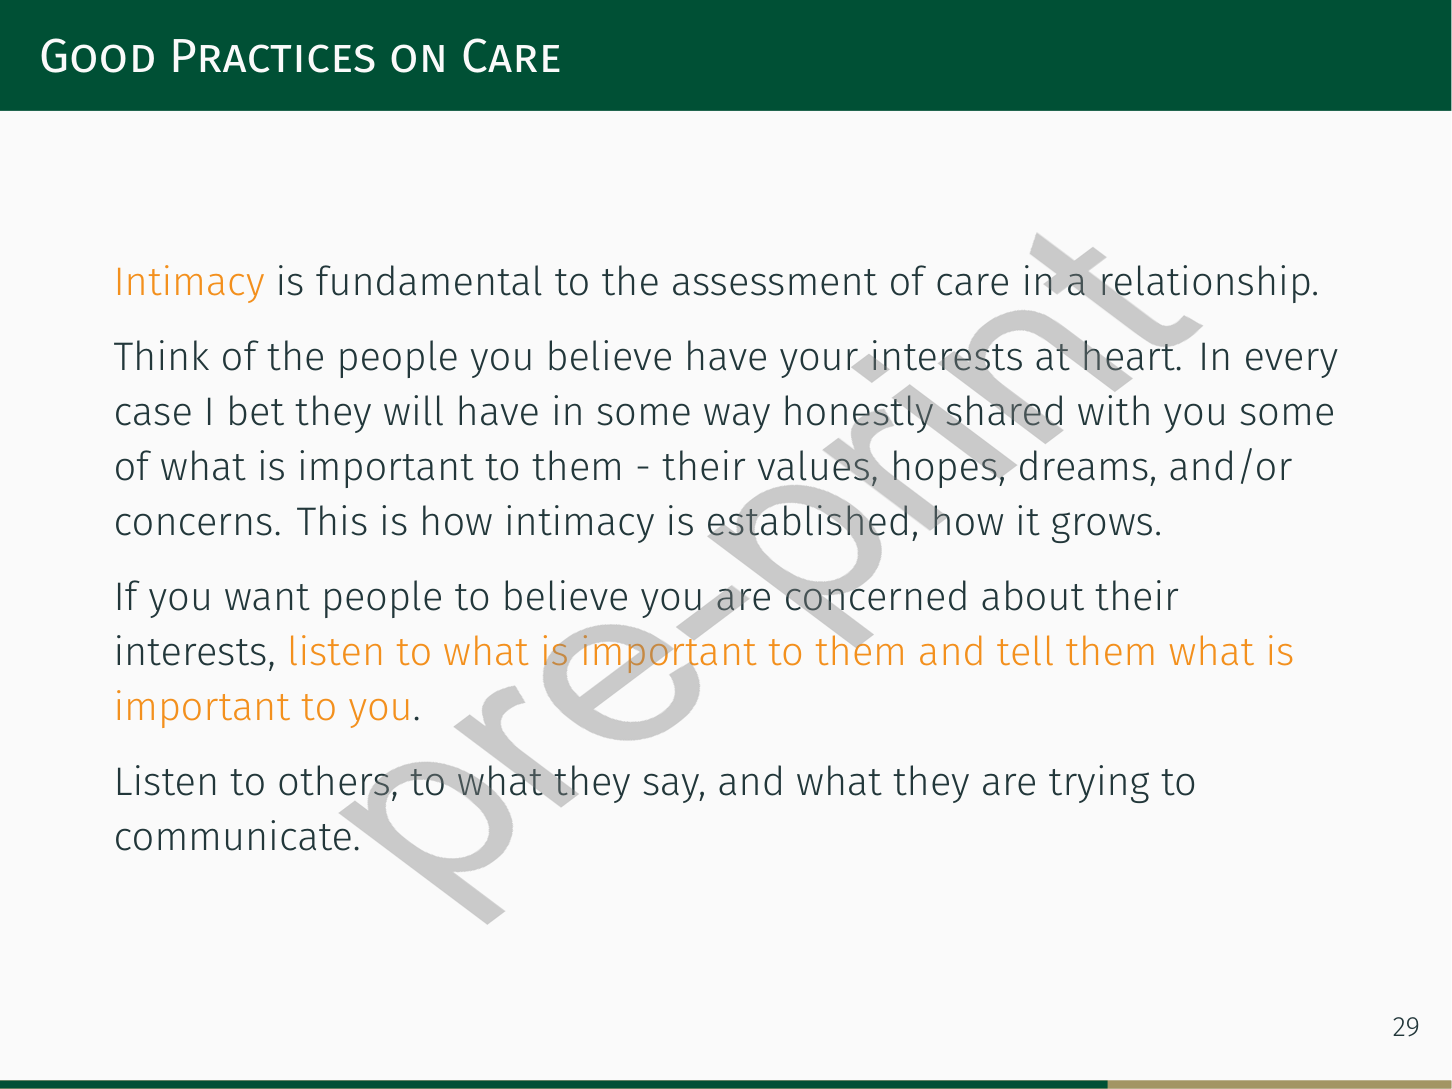 Good Practices on Care
Intimacy is fundamental to the assessment of care in a relationship.
Think of the people you believe have your interests at heart. In every
case I bet they will have in some way honestly shared with you some
of what is important to them - their values, hopes, dreams, and/or
concerns. This is how intimacy is established, how it grows.
If you want people to believe you are concerned about their
interests, listen to what is important to them and tell them what is
important to you.
Listen to others, to what they say, and what they are trying to
communicate.
pre-print
29